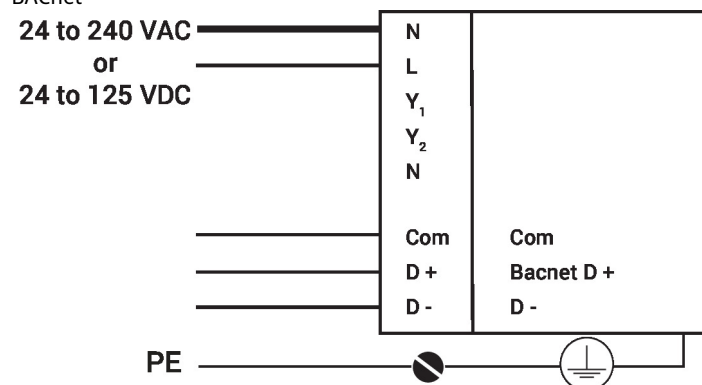 BACnet
24 to 240 VAC
or
24 to 125 VDC
N
L
Y₁
Y₂
N
Com Com
D + Bacnet D +
D - D -
PE